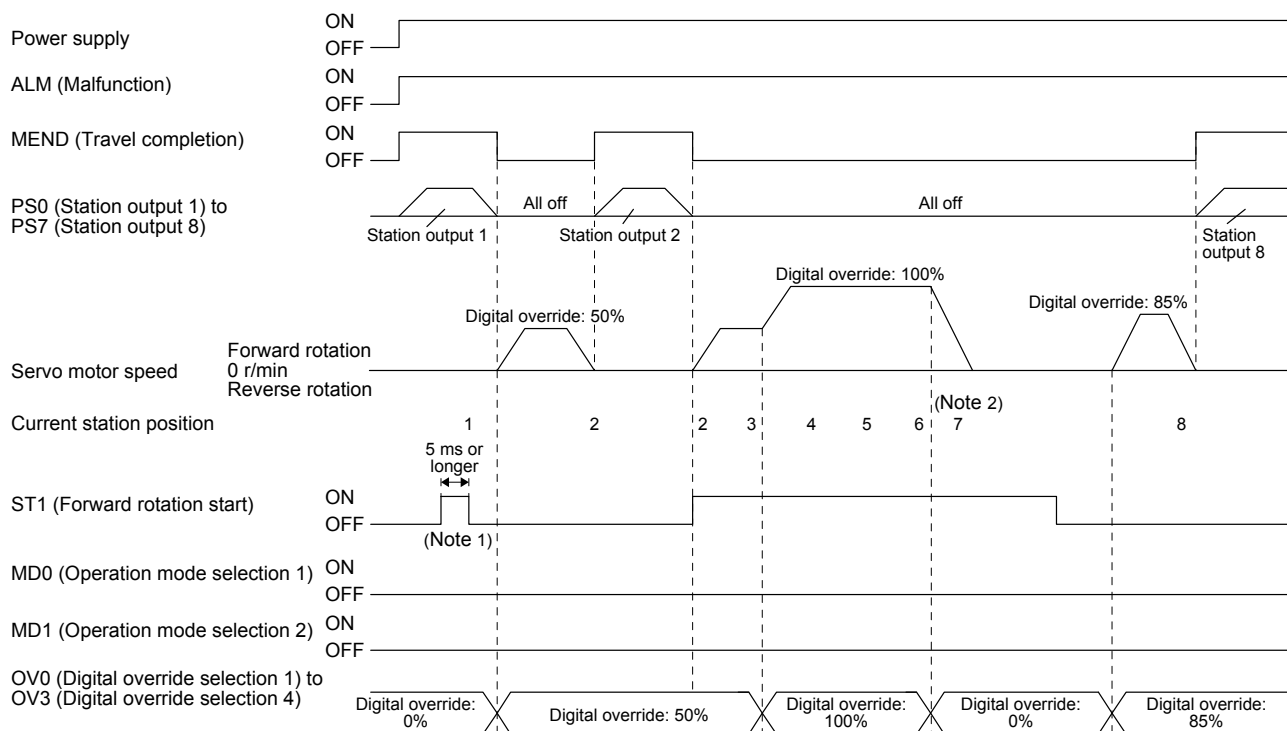 Power supply
ON
OFF
ALM (Malfunction)
ON
OFF
MEND (Travel completion)
ON
OFF
PS0 (Station output 1) to
PS7 (Station output 8)
All off
All off
Station output 1
Station output 2
Station
output 8
Digital override: 100%
Digital override: 85%
Digital override: 50%
Servo motor speed
Forward rotation
0 r/min
Reverse rotation
(Note 2)
Current station position
1 2 2 3 4 5 6 7 8
5 ms or
longer
ST1 (Forward rotation start)
ON
OFF
(Note 1)
MD0 (Operation mode selection 1)
ON
OFF
MD1 (Operation mode selection 2)
ON
OFF
OV0 (Digital override selection 1) to
OV3 (Digital override selection 4)
Digital override:
0%
Digital override: 50%
Digital override:
100%
Digital override:
0%
Digital override:
85%